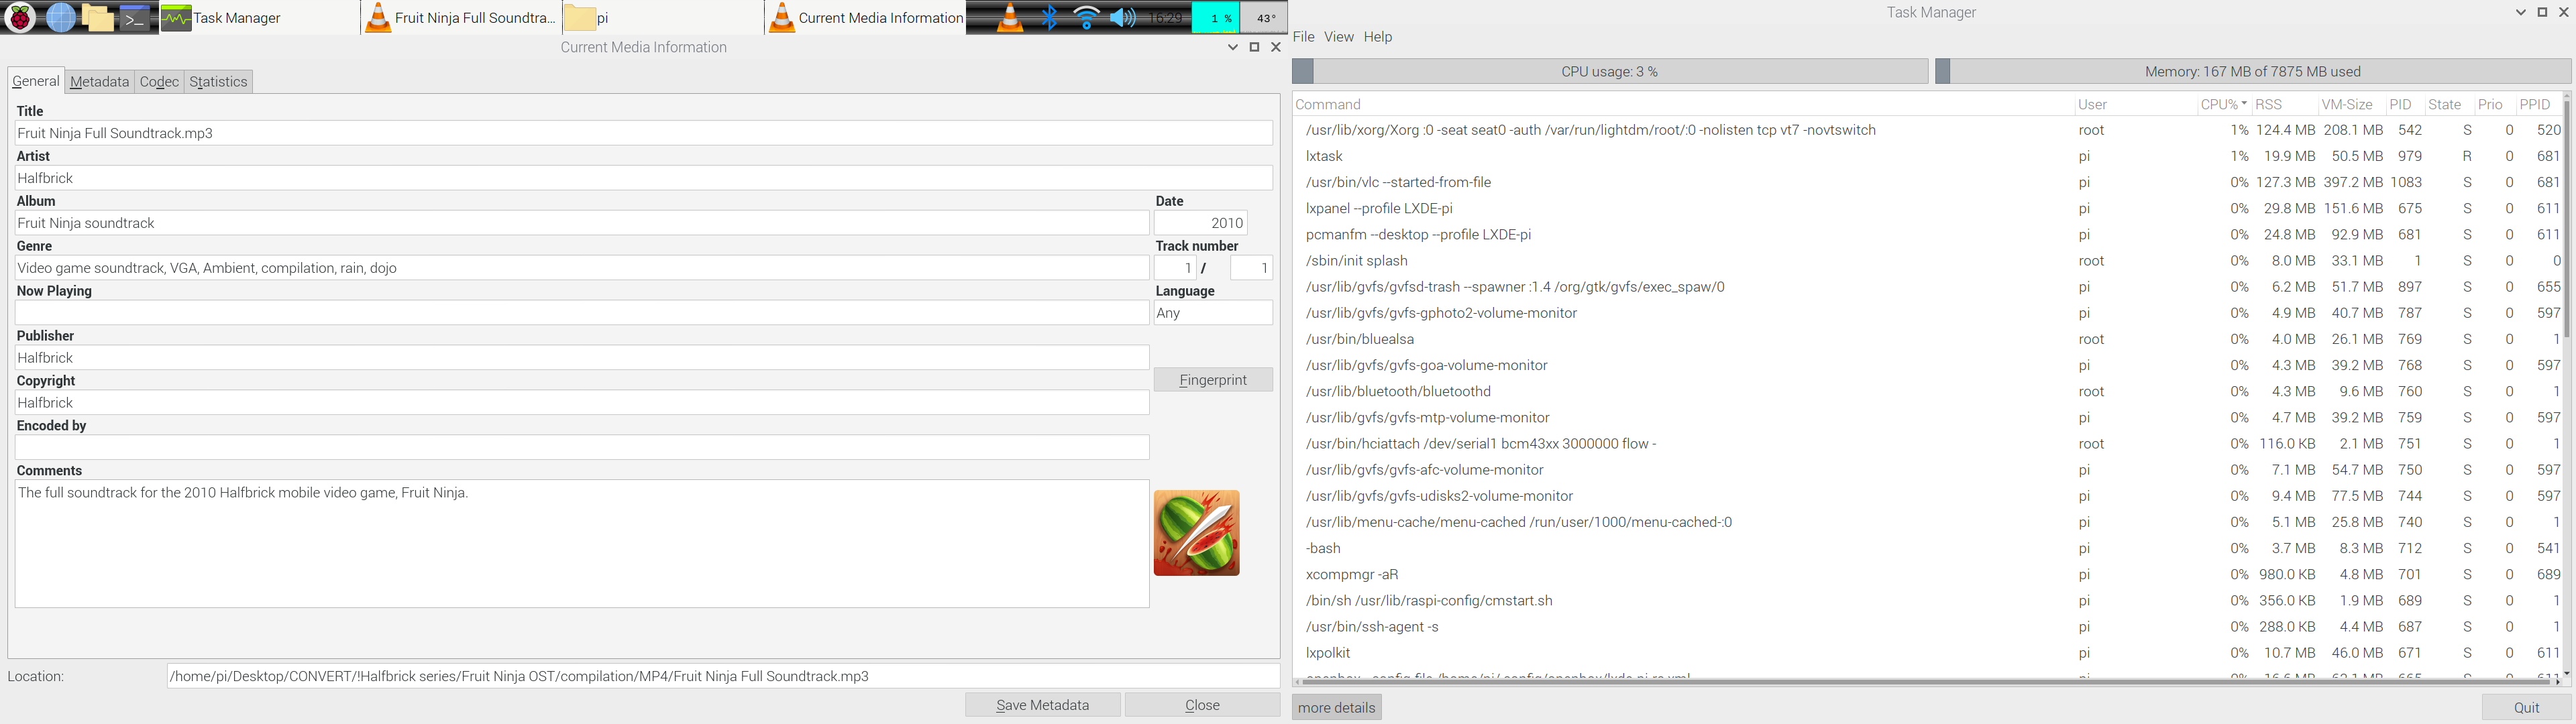 Task Manager
Fruit Ninja Full Soundtra...
pi
Current Media Information
16:29
1 %
43°
Current Media Information
General Metadata Codec Statistics
Title
Fruit Ninja Full Soundtrack.mp3
Artist
Halfbrick
Album
Date
Fruit Ninja soundtrack
2010
Genre
Track number
Video game soundtrack, VGA, Ambient, compilation, rain, dojo
1 / 1
Now Playing
Language
Any
Publisher
Halfbrick
Copyright
Fingerprint
Halfbrick
Encoded by
Comments
The full soundtrack for the 2010 Halfbrick mobile video game, Fruit Ninja.
Location: /home/pi/Desktop/CONVERT/!Halfbrick series/Fruit Ninja OST/compilation/MP4/Fruit Ninja Full Soundtrack.mp3
Save Metadata Close
Task Manager
File View Help
CPU usage: 3 % Memory: 167 MB of 7875 MB used
Command User CPU% RSS VM-Size PID State Prio PPID
/usr/lib/xorg/Xorg :0 -seat seat0 -auth /var/run/lightdm/root/:0 -nolisten tcp vt7 -novtswitch root 1% 124.4 MB 208.1 MB 542 S 0 520
lxtask pi 1% 19.9 MB 50.5 MB 979 R 0 681
/usr/bin/vlc --started-from-file pi 0% 127.3 MB 397.2 MB 1083 S 0 681
lxpanel --profile LXDE-pi pi 0% 29.8 MB 151.6 MB 675 S 0 611
pcmanfm --desktop --profile LXDE-pi pi 0% 24.8 MB 92.9 MB 681 S 0 611
/sbin/init splash root 0% 8.0 MB 33.1 MB 1 S 0 0
/usr/lib/gvfs/gvfsd-trash --spawner :1.4 /org/gtk/gvfs/exec_spaw/0 pi 0% 6.2 MB 51.7 MB 897 S 0 655
/usr/lib/gvfs/gvfs-gphoto2-volume-monitor pi 0% 4.9 MB 40.7 MB 787 S 0 597
/usr/bin/bluealsa root 0% 4.0 MB 26.1 MB 769 S 0 1
/usr/lib/gvfs/gvfs-goa-volume-monitor pi 0% 4.3 MB 39.2 MB 768 S 0 597
/usr/lib/bluetooth/bluetoothd root 0% 4.3 MB 9.6 MB 760 S 0 1
/usr/lib/gvfs/gvfs-mtp-volume-monitor pi 0% 4.7 MB 39.2 MB 759 S 0 597
/usr/bin/hciattach /dev/serial1 bcm43xx 3000000 flow - root 0% 116.0 KB 2.1 MB 751 S 0 1
/usr/lib/gvfs/gvfs-afc-volume-monitor pi 0% 7.1 MB 54.7 MB 750 S 0 597
/usr/lib/gvfs/gvfs-udisks2-volume-monitor pi 0% 9.4 MB 77.5 MB 744 S 0 597
/usr/lib/menu-cache/menu-cached /run/user/1000/menu-cached-:0 pi 0% 5.1 MB 25.8 MB 740 S 0 1
-bash pi 0% 3.7 MB 8.3 MB 712 S 0 541
xcompmgr -aR pi 0% 980.0 KB 4.8 MB 701 S 0 689
/bin/sh /usr/lib/raspi-config/cmstart.sh pi 0% 356.0 KB 1.9 MB 689 S 0 1
/usr/bin/ssh-agent -s pi 0% 288.0 KB 4.4 MB 687 S 0 1
lxpolkit pi 0% 10.7 MB 46.0 MB 671 S 0 611
more details Quit